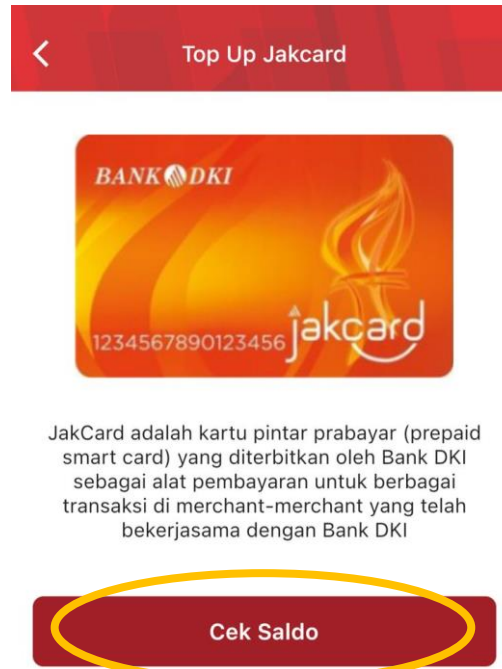 Top Up Jakcard
BANK DKI
1234567890123456 jakcard
JakCard adalah kartu pintar prabayar (prepaid
smart card) yang diterbitkan oleh Bank DKI
sebagai alat pembayaran untuk berbagai
transaksi di merchant-merchant yang telah
bekerjasama dengan Bank DKI
Cek Saldo